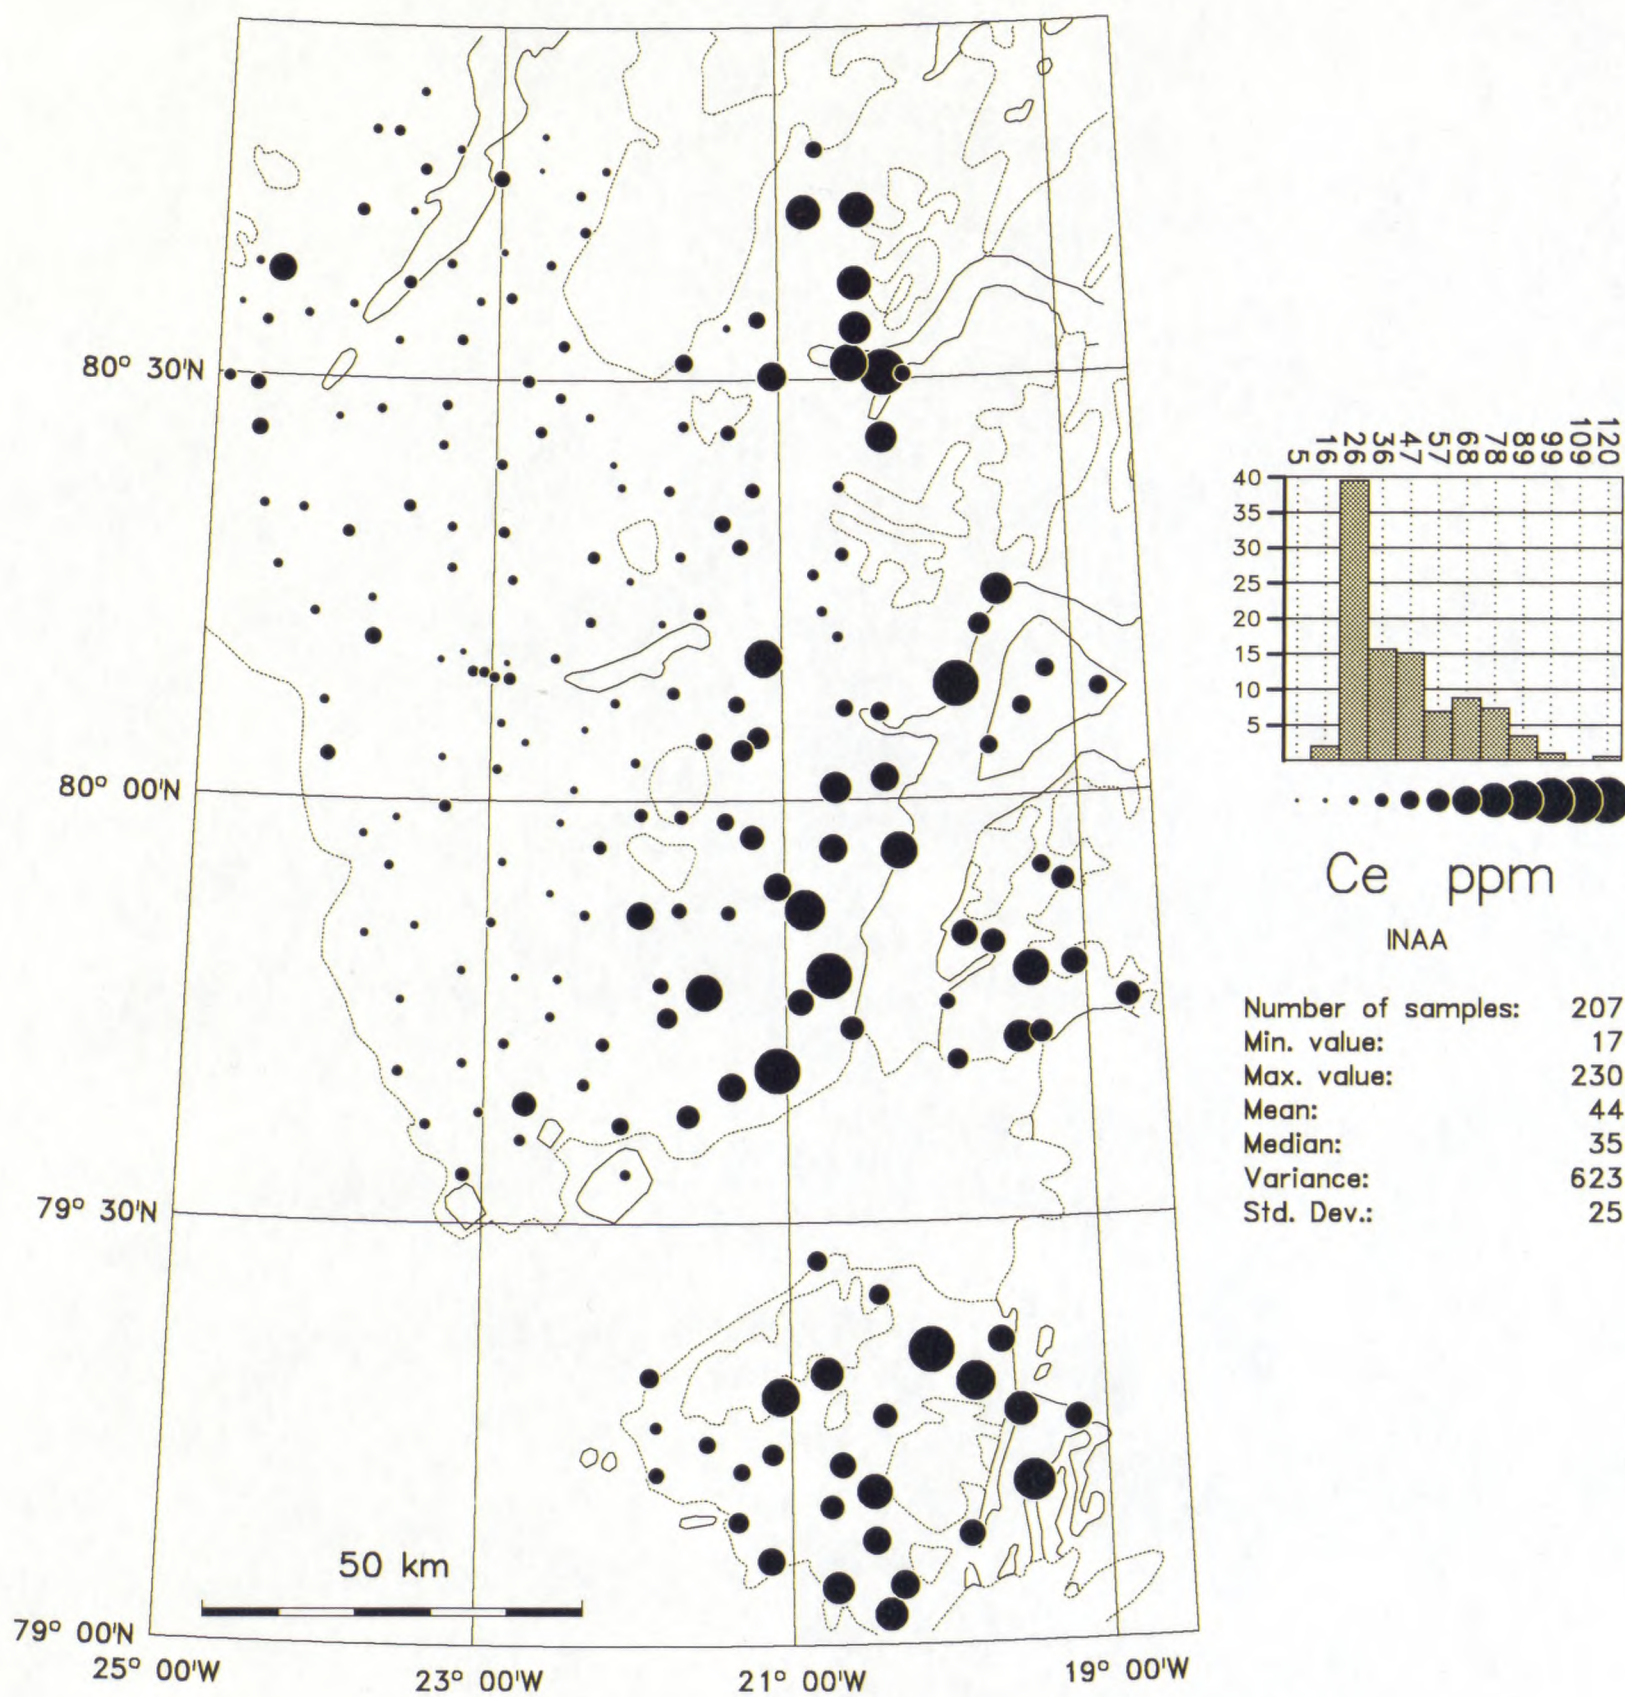 80° 30'N
80° 00'N
79° 30'N
79° 00'N
50 km
25° 00'W
23° 00'W
21° 00'W
19° 00'W
5 16 26 36 47 57 68 78 89 99 109 120
40
35
30
25
20
15
10
5
Ce ppm
INAA
Number of samples: 207
Min. value: 17
Max. value: 230
Mean: 44
Median: 35
Variance: 623
Std. Dev.: 25